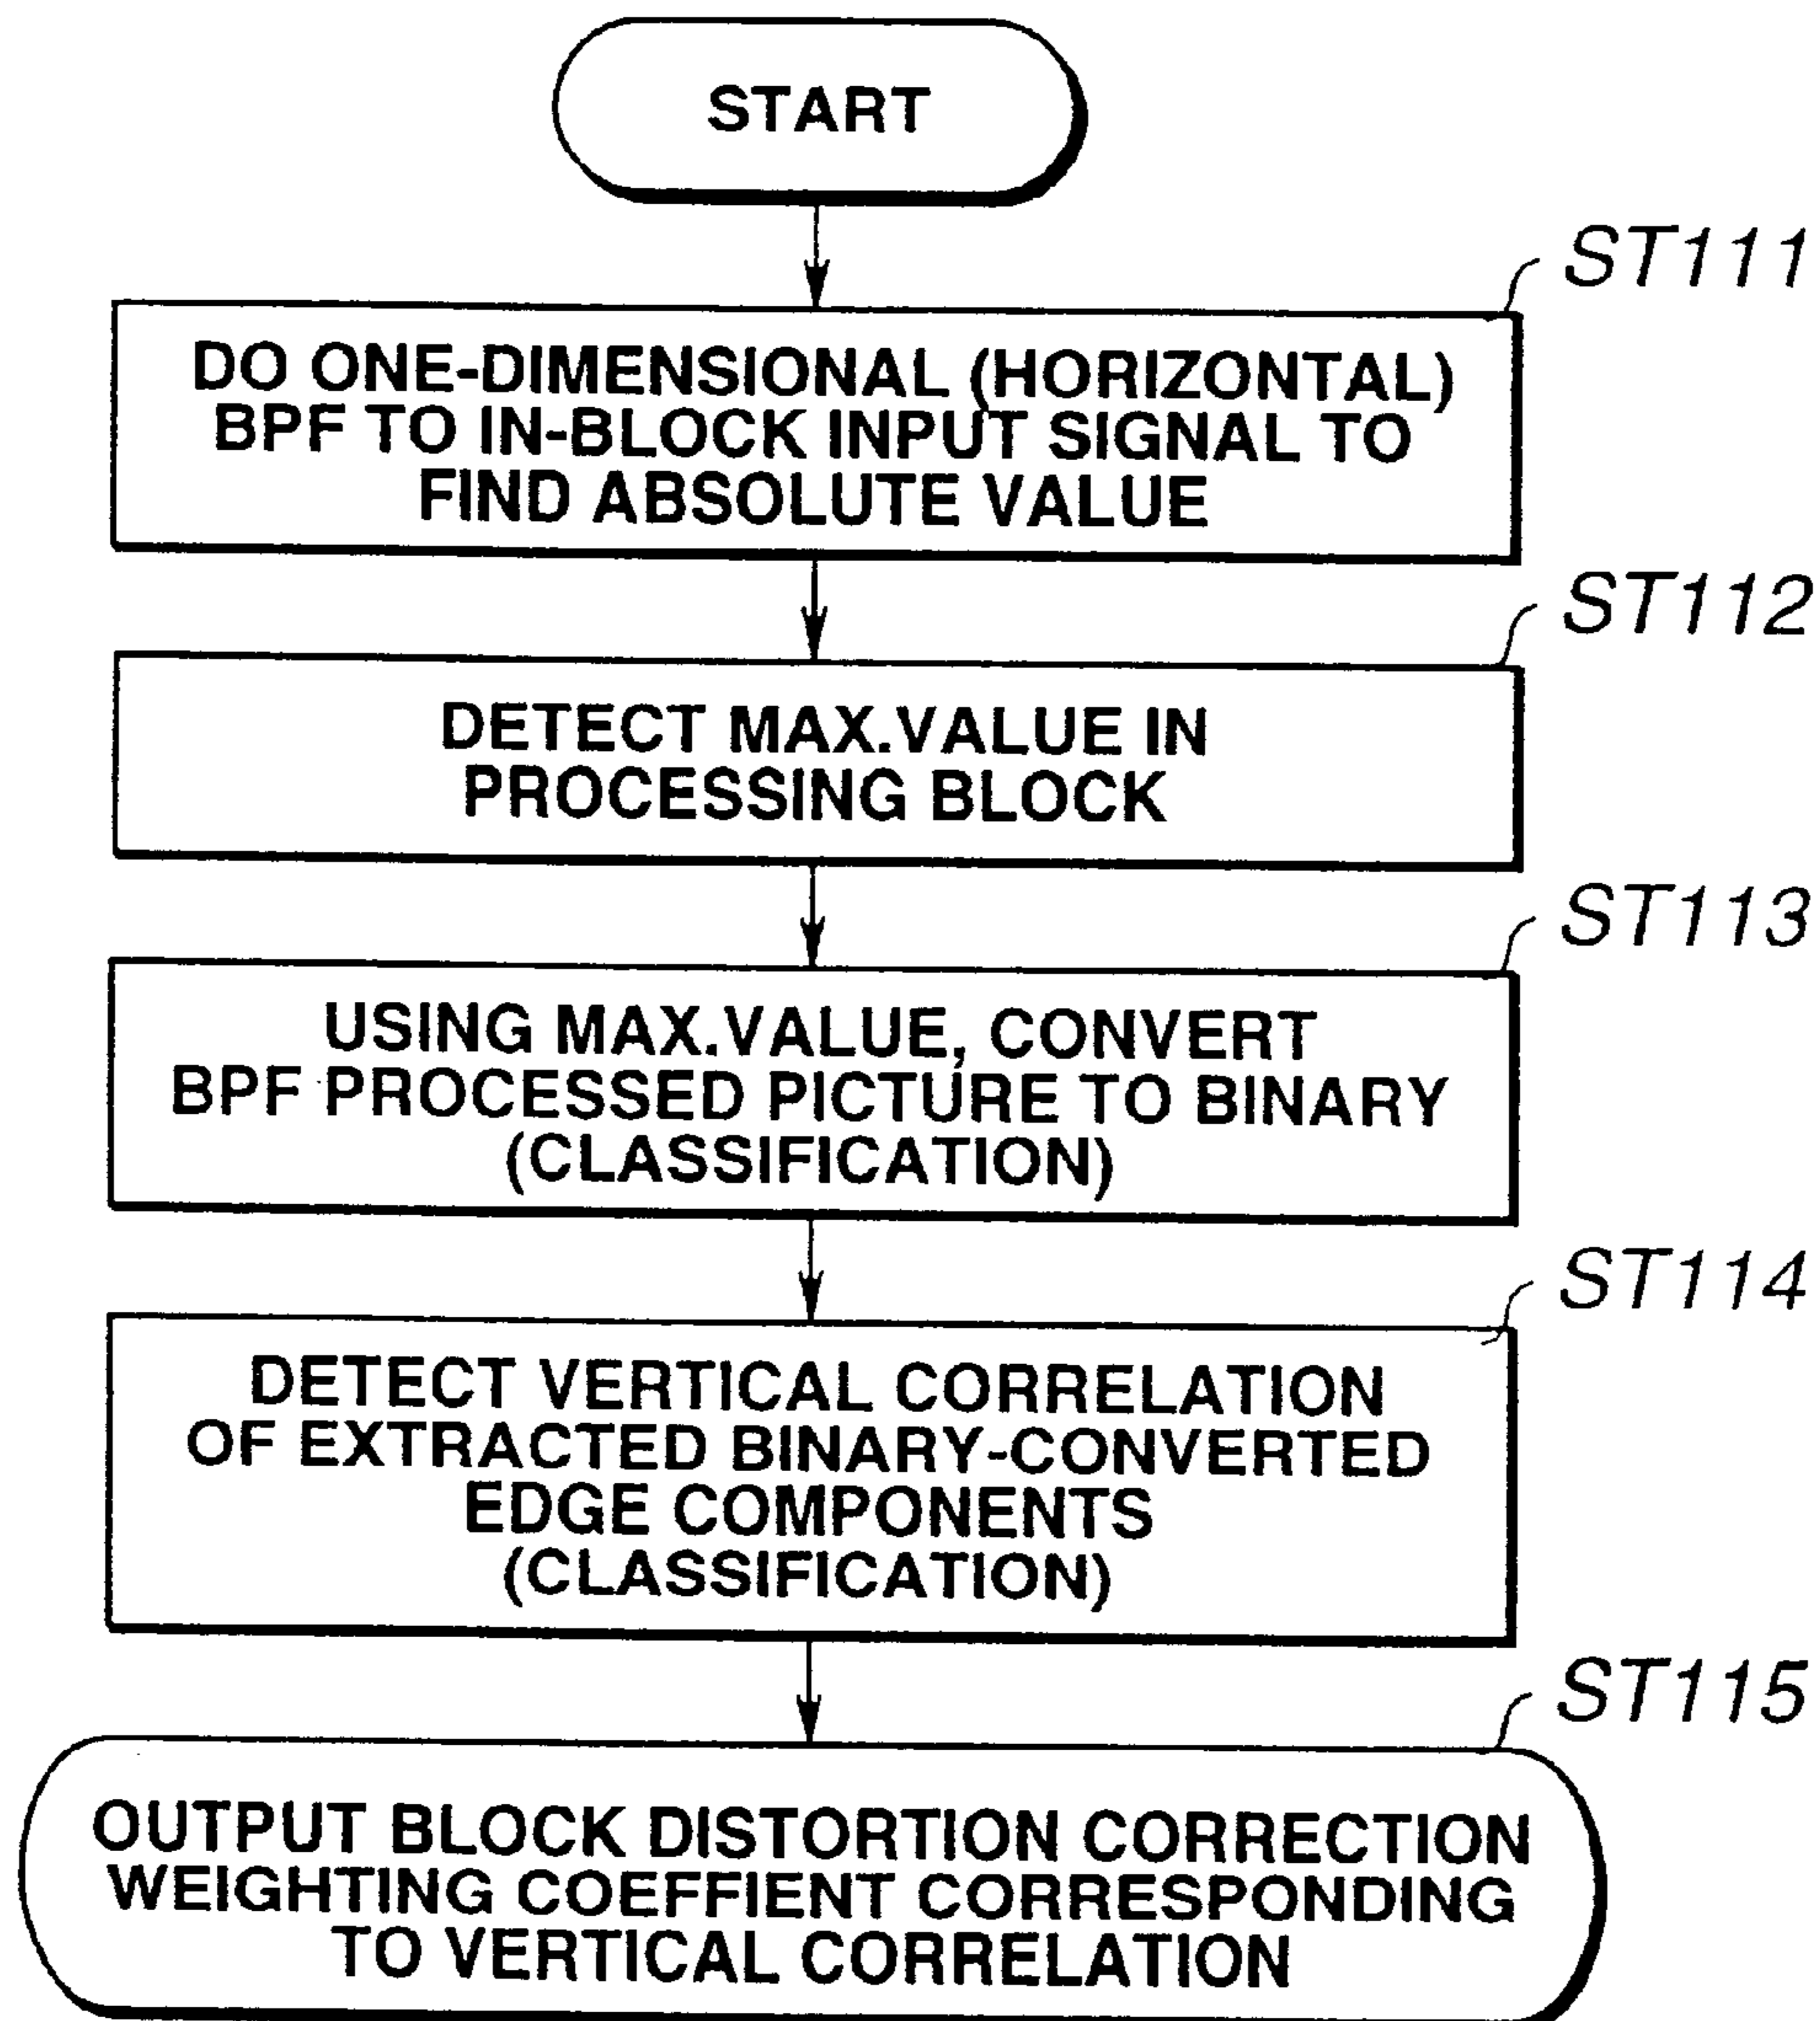 START
ST111
DO ONE-DIMENSIONAL (HORIZONTAL)
BPF TO IN-BLOCK INPUT SIGNAL TO
FIND ABSOLUTE VALUE
ST112
DETECT MAX.VALUE IN
PROCESSING BLOCK
ST113
USING MAX.VALUE, CONVERT
BPF PROCESSED PICTURE TO BINARY
(CLASSIFICATION)
ST114
DETECT VERTICAL CORRELATION
OF EXTRACTED BINARY-CONVERTED
EDGE COMPONENTS
(CLASSIFICATION)
ST115
OUTPUT BLOCK DISTORTION CORRECTION
WEIGHTING COEFFIENT CORRESPONDING
TO VERTICAL CORRELATION